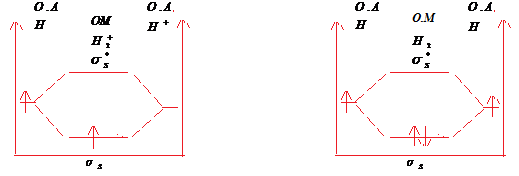 O.A. OM O.A.
H H₂⁺ H⁺
σₛ*
σₛ
O.A. O.M O.A.
H H₂ H
σₛ*
σₛ